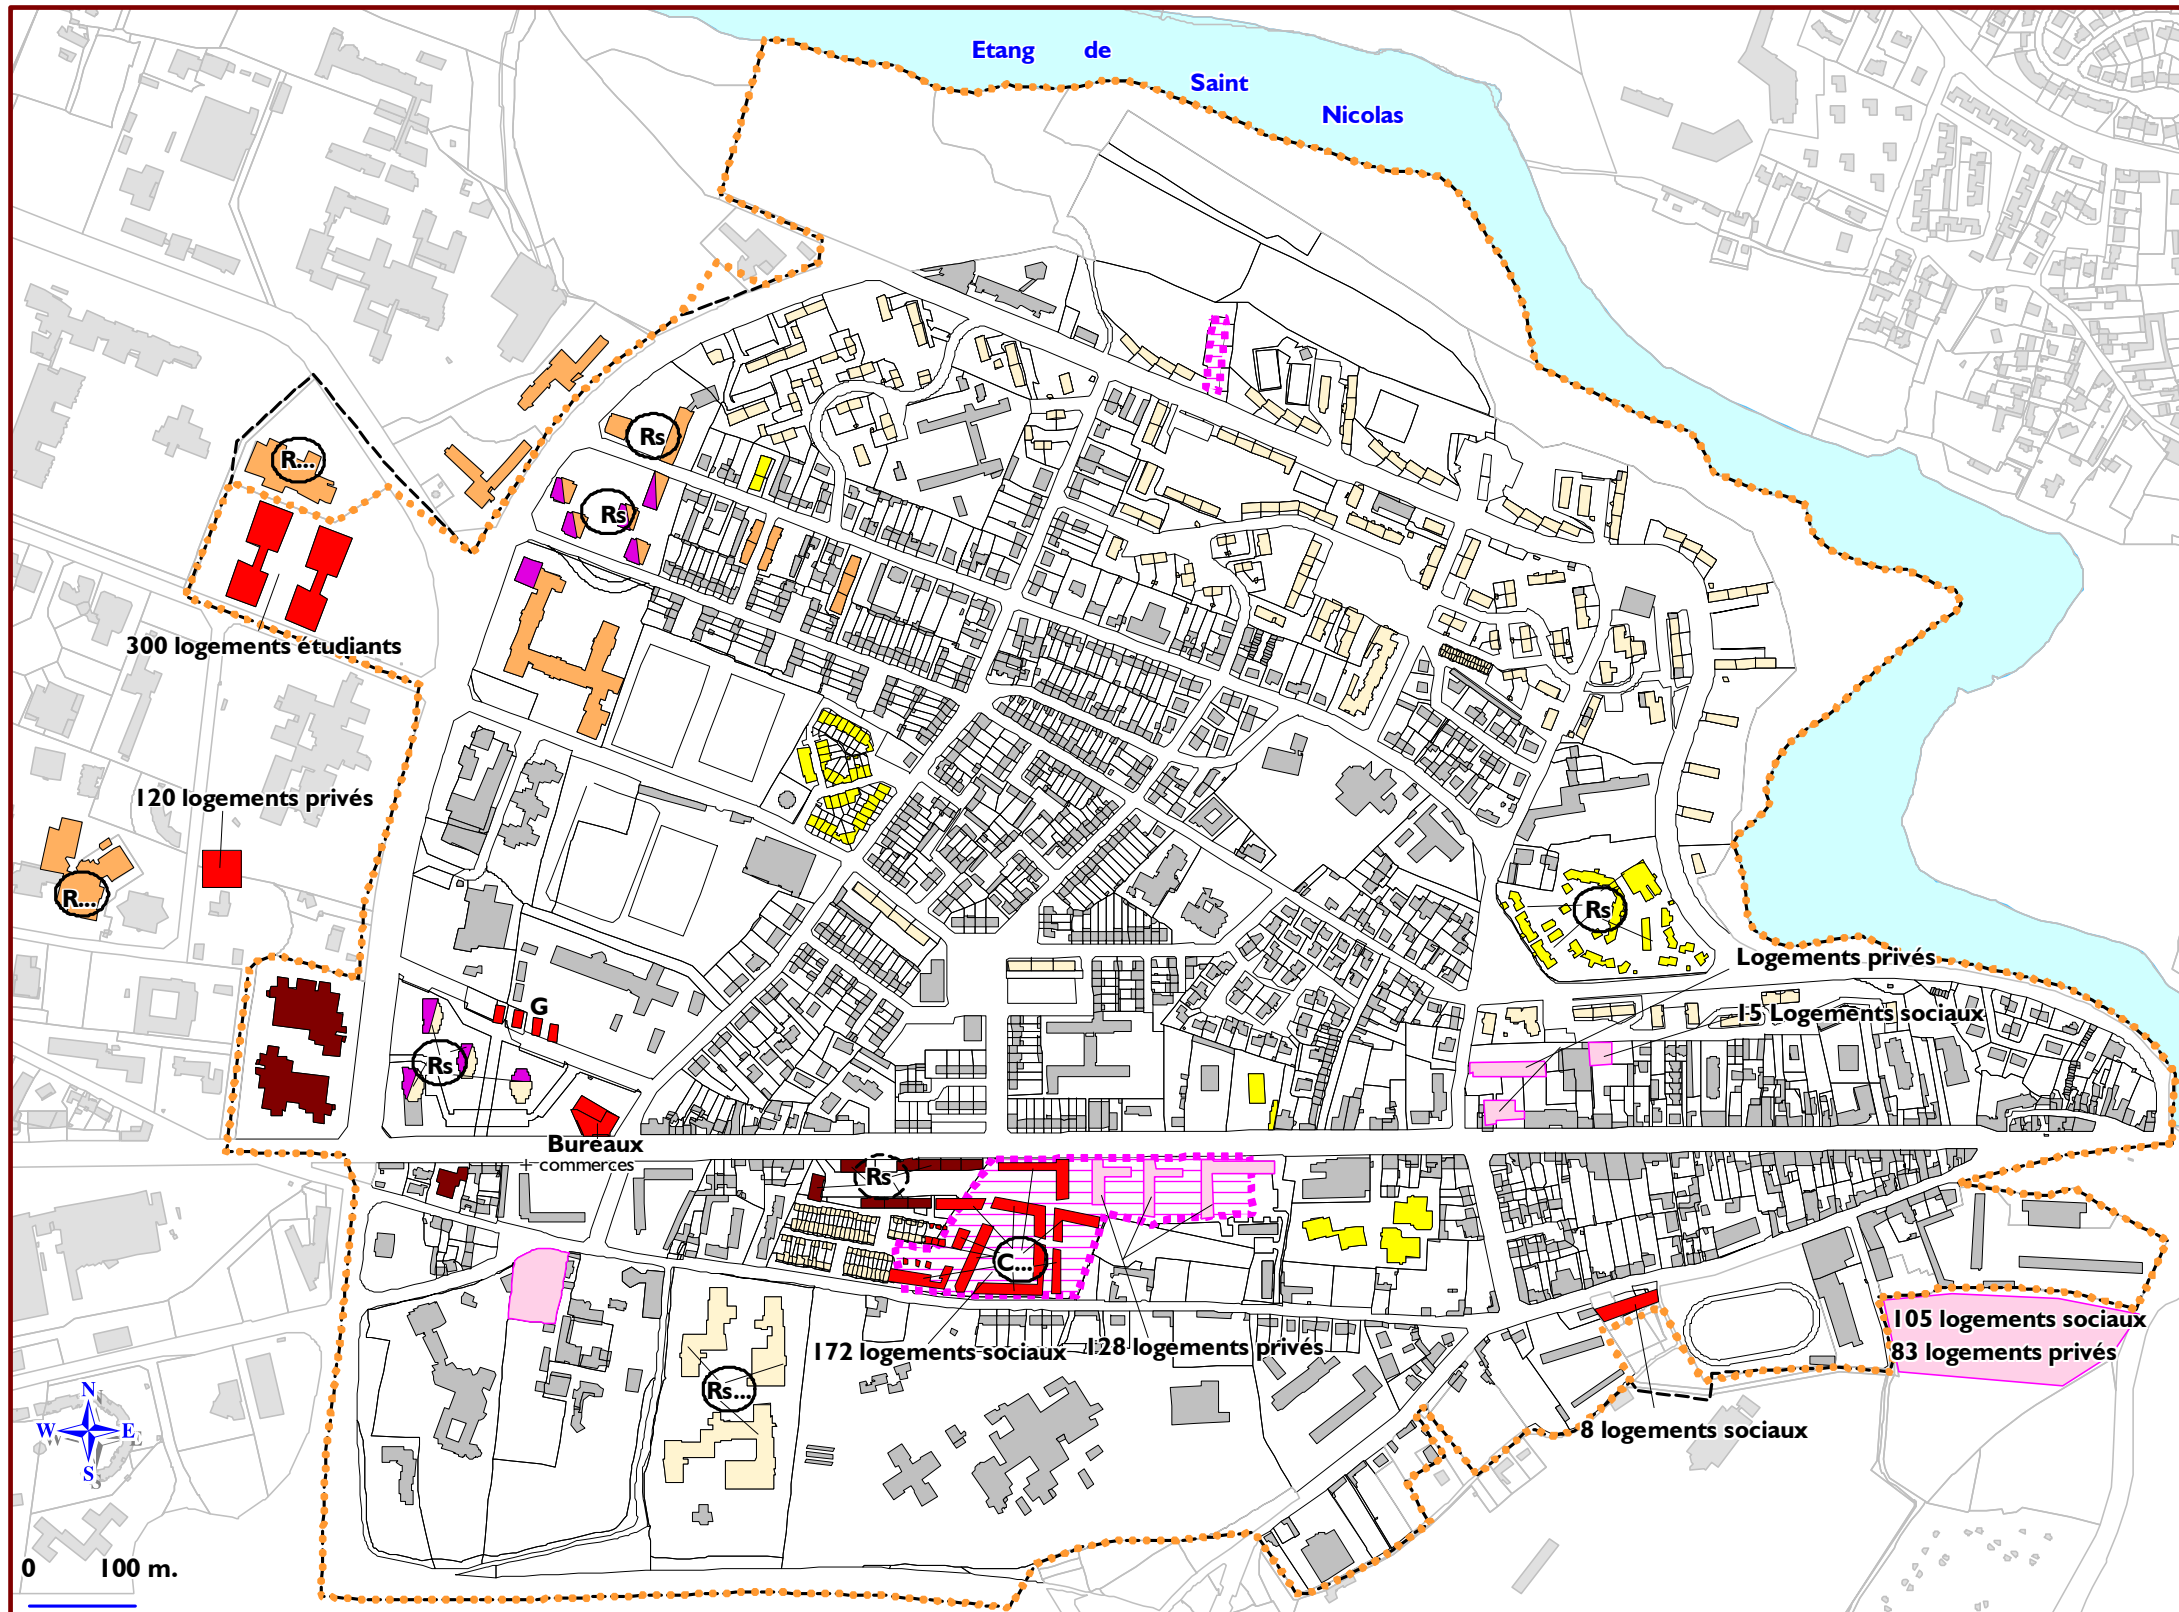 Etang de
Saint
Nicolas
Rs
R...
Rs
300 logements étudiants
120 logements privés
R...
Rs
Logements privés
15 Logements sociaux
G
Rs
Bureaux
+ commerces
Rs
C...
172 logements sociaux
128 logements privés
105 logements sociaux
83 logements privés
Rs...
8 logements sociaux
N
W E
S
0 100 m.